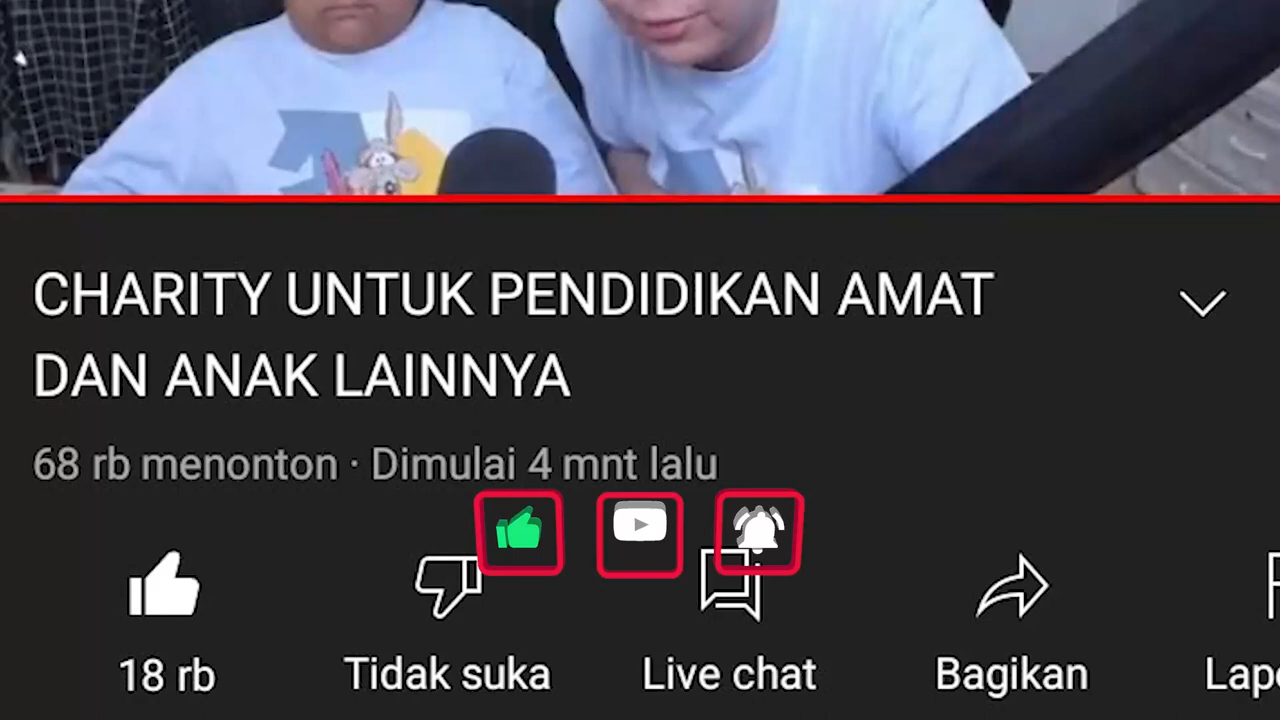 CHARITY UNTUK PENDIDIKAN AMAT
DAN ANAK LAINNYA
68 rb menonton · Dimulai 4 mnt lalu
18 rb
Tidak suka
Live chat
Bagikan